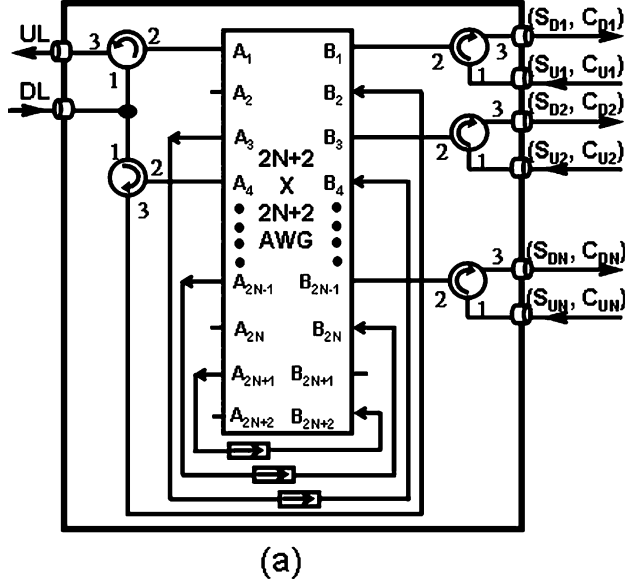 UL
3
2
1
DL
1
2
3
A1
A2
A3
A4
A2N-1
A2N
A2N+1
A2N+2
2N+2
X
2N+2
AWG
B1
B2
B3
B4
B2N-1
B2N
B2N+1
B2N+2
2
3
1
2
3
1
2
3
1
(SD1, CD1)
(SU1, CU1)
(SD2, CD2)
(SU2, CU2)
(SDN, CDN)
(SUN, CUN)
(a)